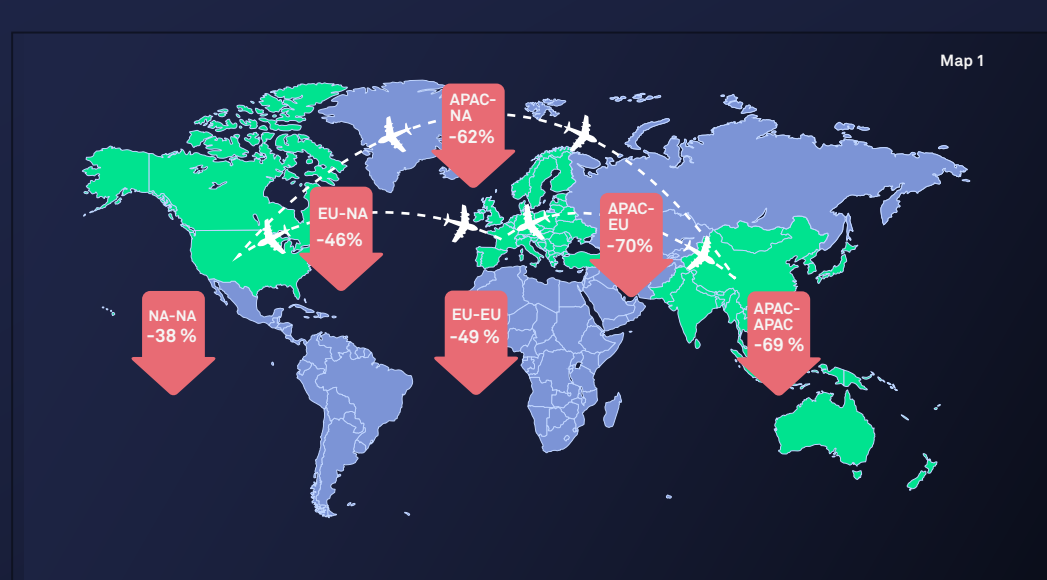 Map 1
APAC-
NA
-62%
EU-NA
-46%
APAC-
EU
-70%
NA-NA
-38 %
EU-EU
-49 %
APAC-
APAC
-69 %